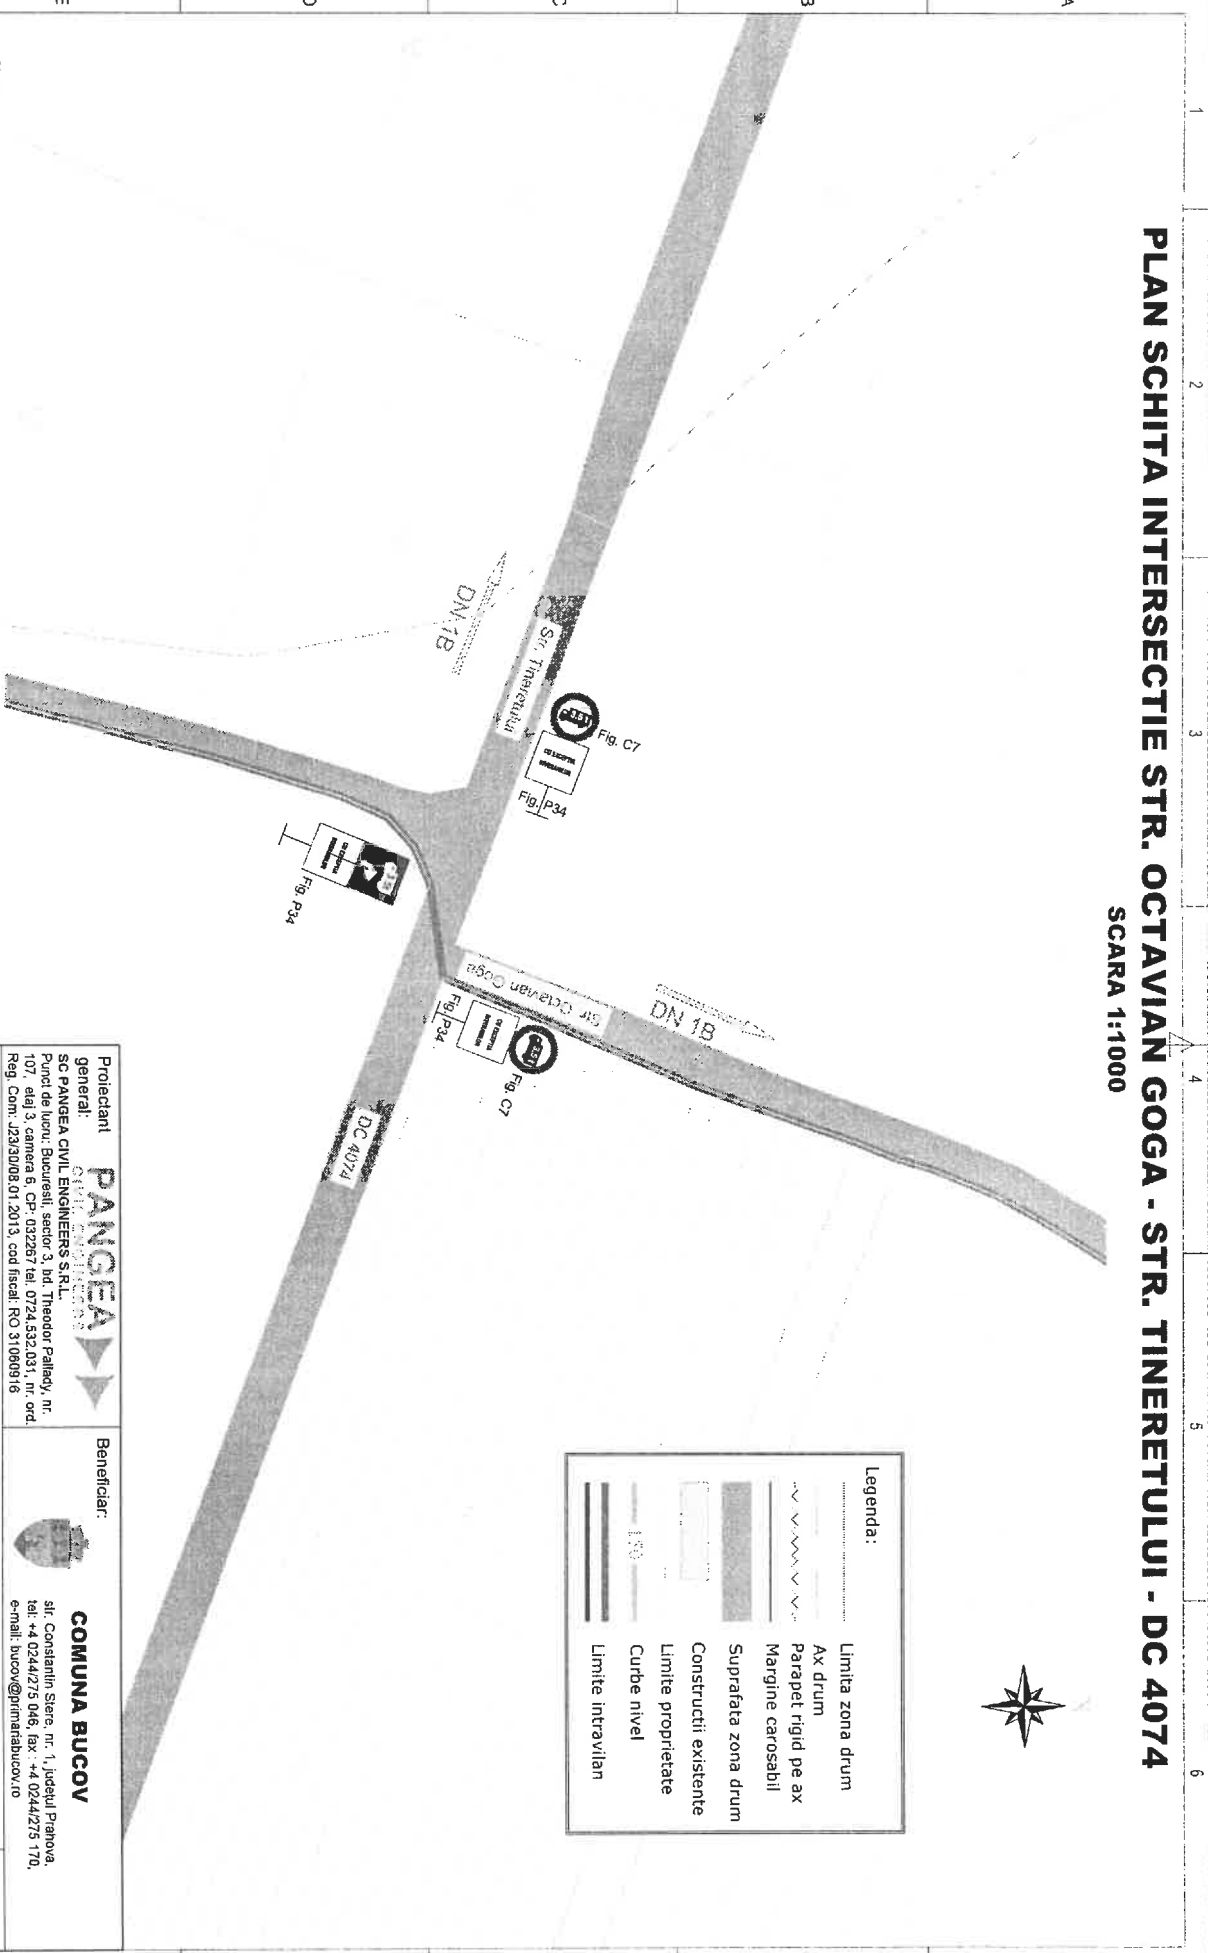 PLAN SCHITA INTERSECTIE STR. OCTAVIAN GOGA - STR. TINERETULUI - DC 4074
SCARA 1:1000
1
2
3
4
5
6
A
B
C
D
E
DN 1B
Str. Tineretului
Fig. C7
Fig. P34
Fig. P34
Str Octavian Goga
DN 1B
Fig. P34
Fig. C7
DC 4074
Legenda:
Limita zona drum
Ax drum
Parapet rigid pe ax
Margine carosabil
Suprafata zona drum
Constructii existente
Limite proprietate
Curbe nivel
Limite intravilan
Proiectant
general:
PANGEA
CIVIL ENGINEERS
SC PANGEA CIVIL ENGINEERS S.R.L.
Punct de lucru: Bucuresti, sector 3, bd. Theodor Pallady, nr.
107, etaj 3, camera 6, CP: 032267 tel. 0724.532.031, nr. ord.
Reg. Com: J23/30/08.01.2013, cod fiscal: RO 31060916
Beneficiar:
COMUNA BUCOV
str. Constantin Stere, nr. 1, județul Prahova,
tel: +4 0244/275 046, fax : +4 0244/275 170,
e-mail: bucov@primariabucov.ro